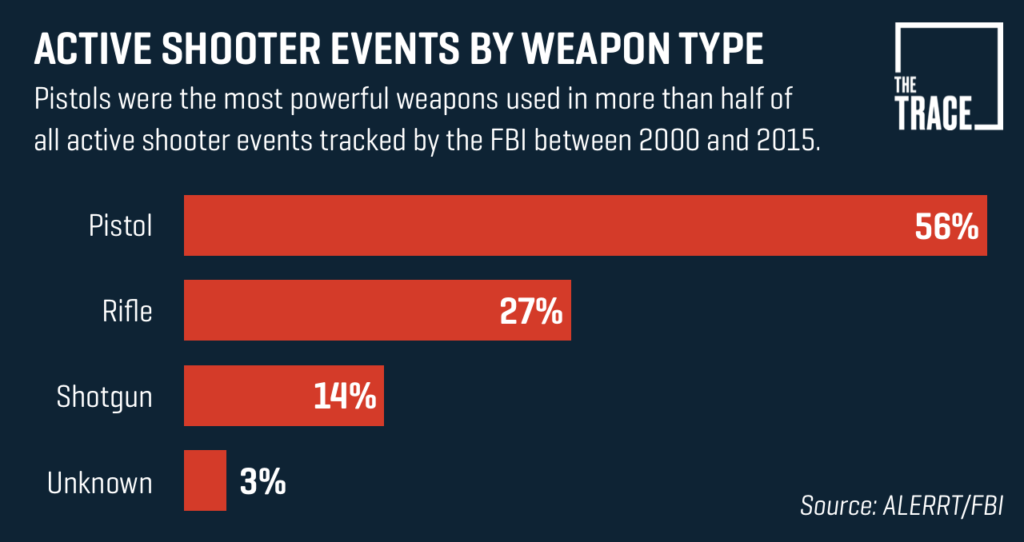 ACTIVE SHOOTER EVENTS BY WEAPON TYPE
Pistols were the most powerful weapons used in more than half of
all active shooter events tracked by the FBI between 2000 and 2015.
THE
TRACE
Pistol 56%
Rifle 27%
Shotgun 14%
Unknown 3%
Source: ALERRT/FBI